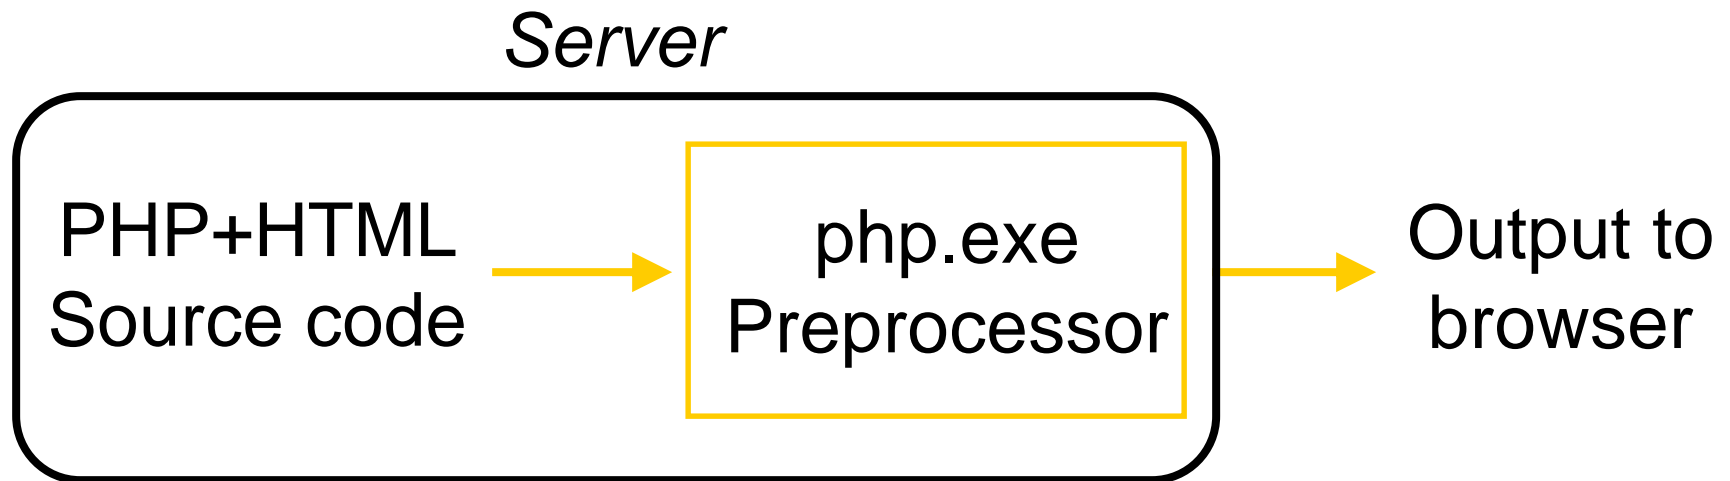 Server
PHP+HTML
Source code
php.exe
Preprocessor
Output to
browser